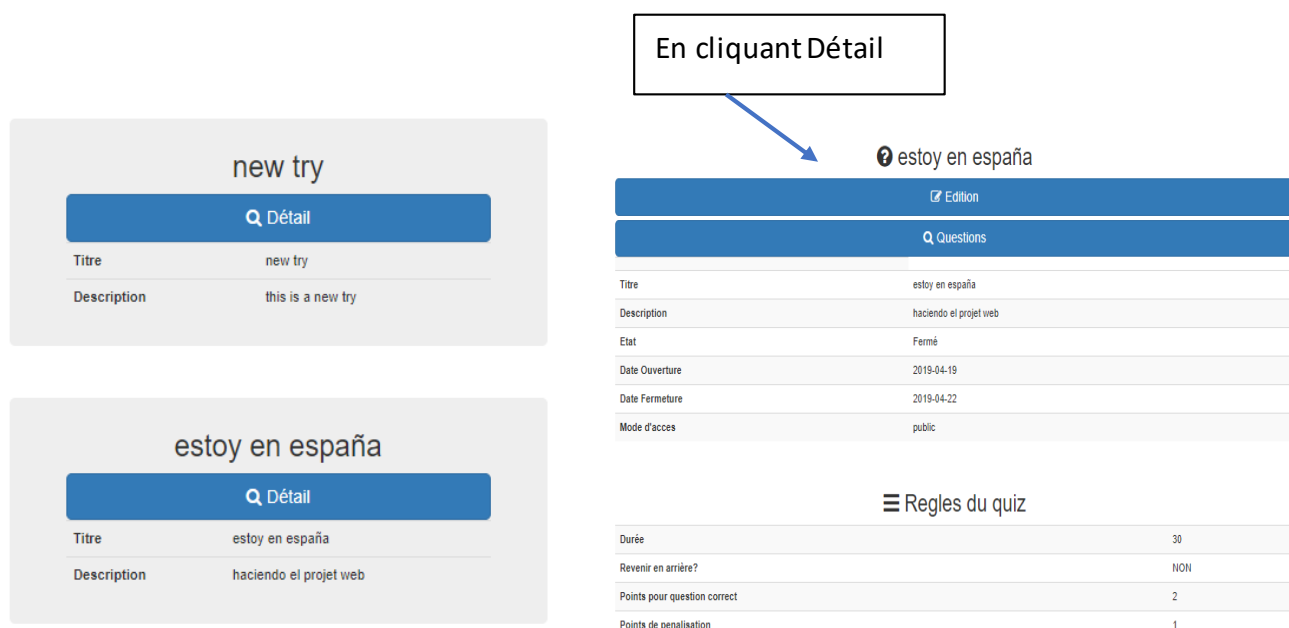 En cliquant Détail
new try
Détail
Titre new try
Description this is a new try
estoy en españa
Détail
Titre estoy en españa
Description haciendo el projet web
estoy en españa
Edition
Questions
Titre estoy en españa
Description haciendo el projet web
Etat Fermé
Date Ouverture 2019-04-19
Date Fermeture 2019-04-22
Mode d'acces public
Regles du quiz
Durée 30
Revenir en arrière? NON
Points pour question correct 2
Points de penalisation 1